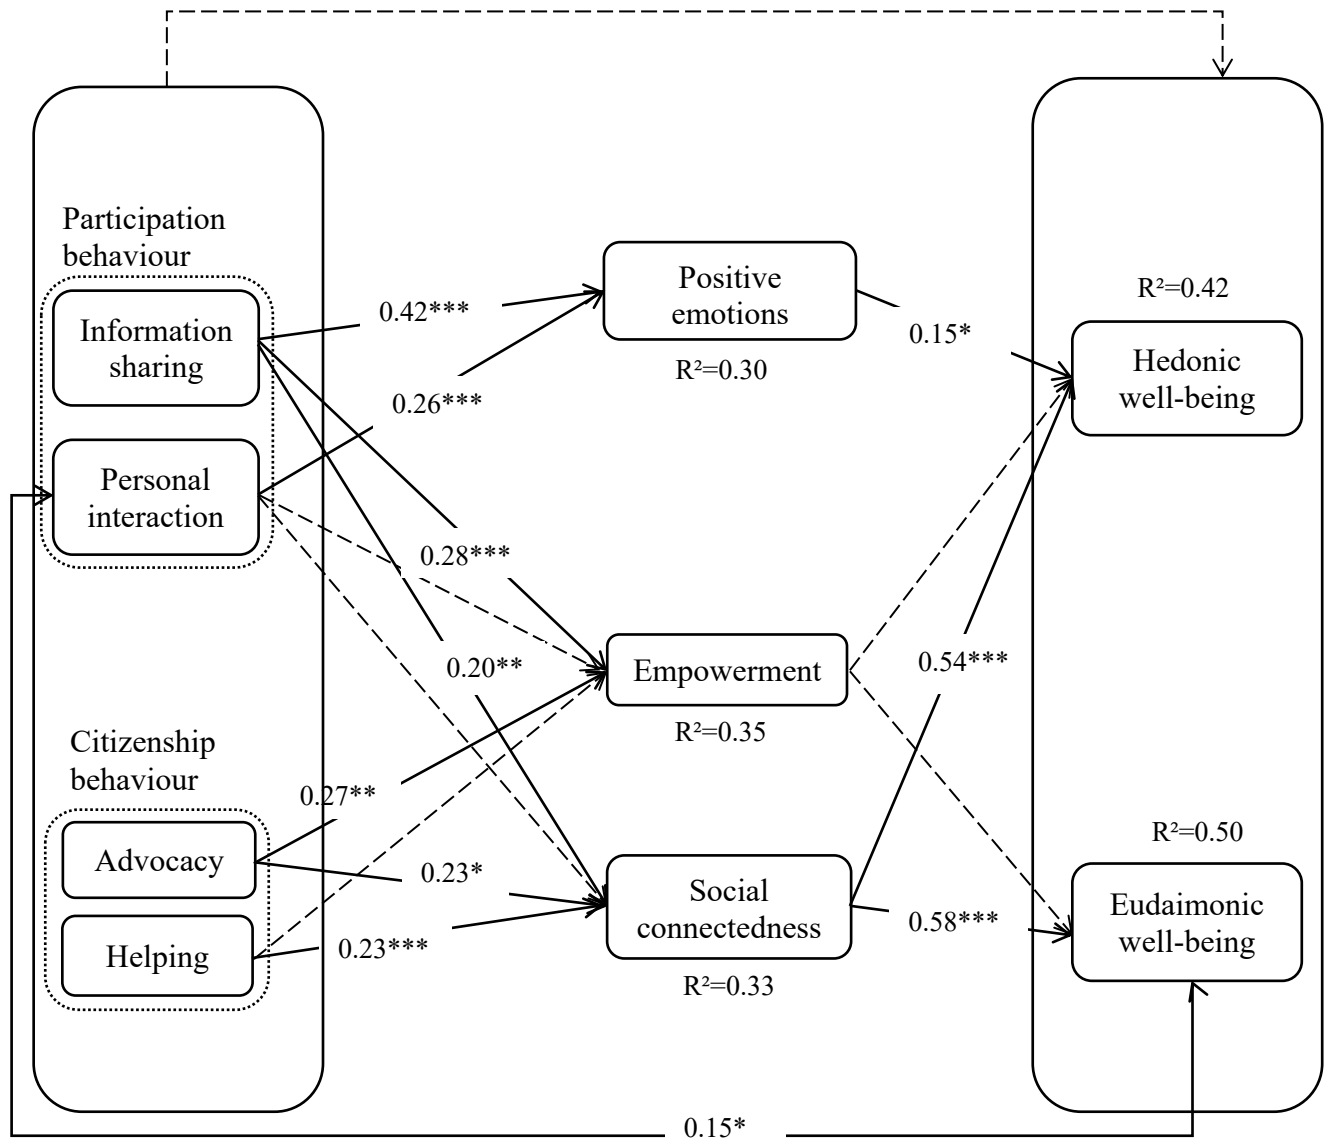 Participation
behaviour
Information
sharing
Personal
interaction
Citizenship
behaviour
Advocacy
Helping
0.42***
0.26***
0.28***
0.20**
0.27**
0.23*
0.23***
Positive
emotions
R²=0.30
Empowerment
R²=0.35
Social
connectedness
R²=0.33
0.15*
0.54***
0.58***
R²=0.42
Hedonic
well-being
R²=0.50
Eudaimonic
well-being
0.15*